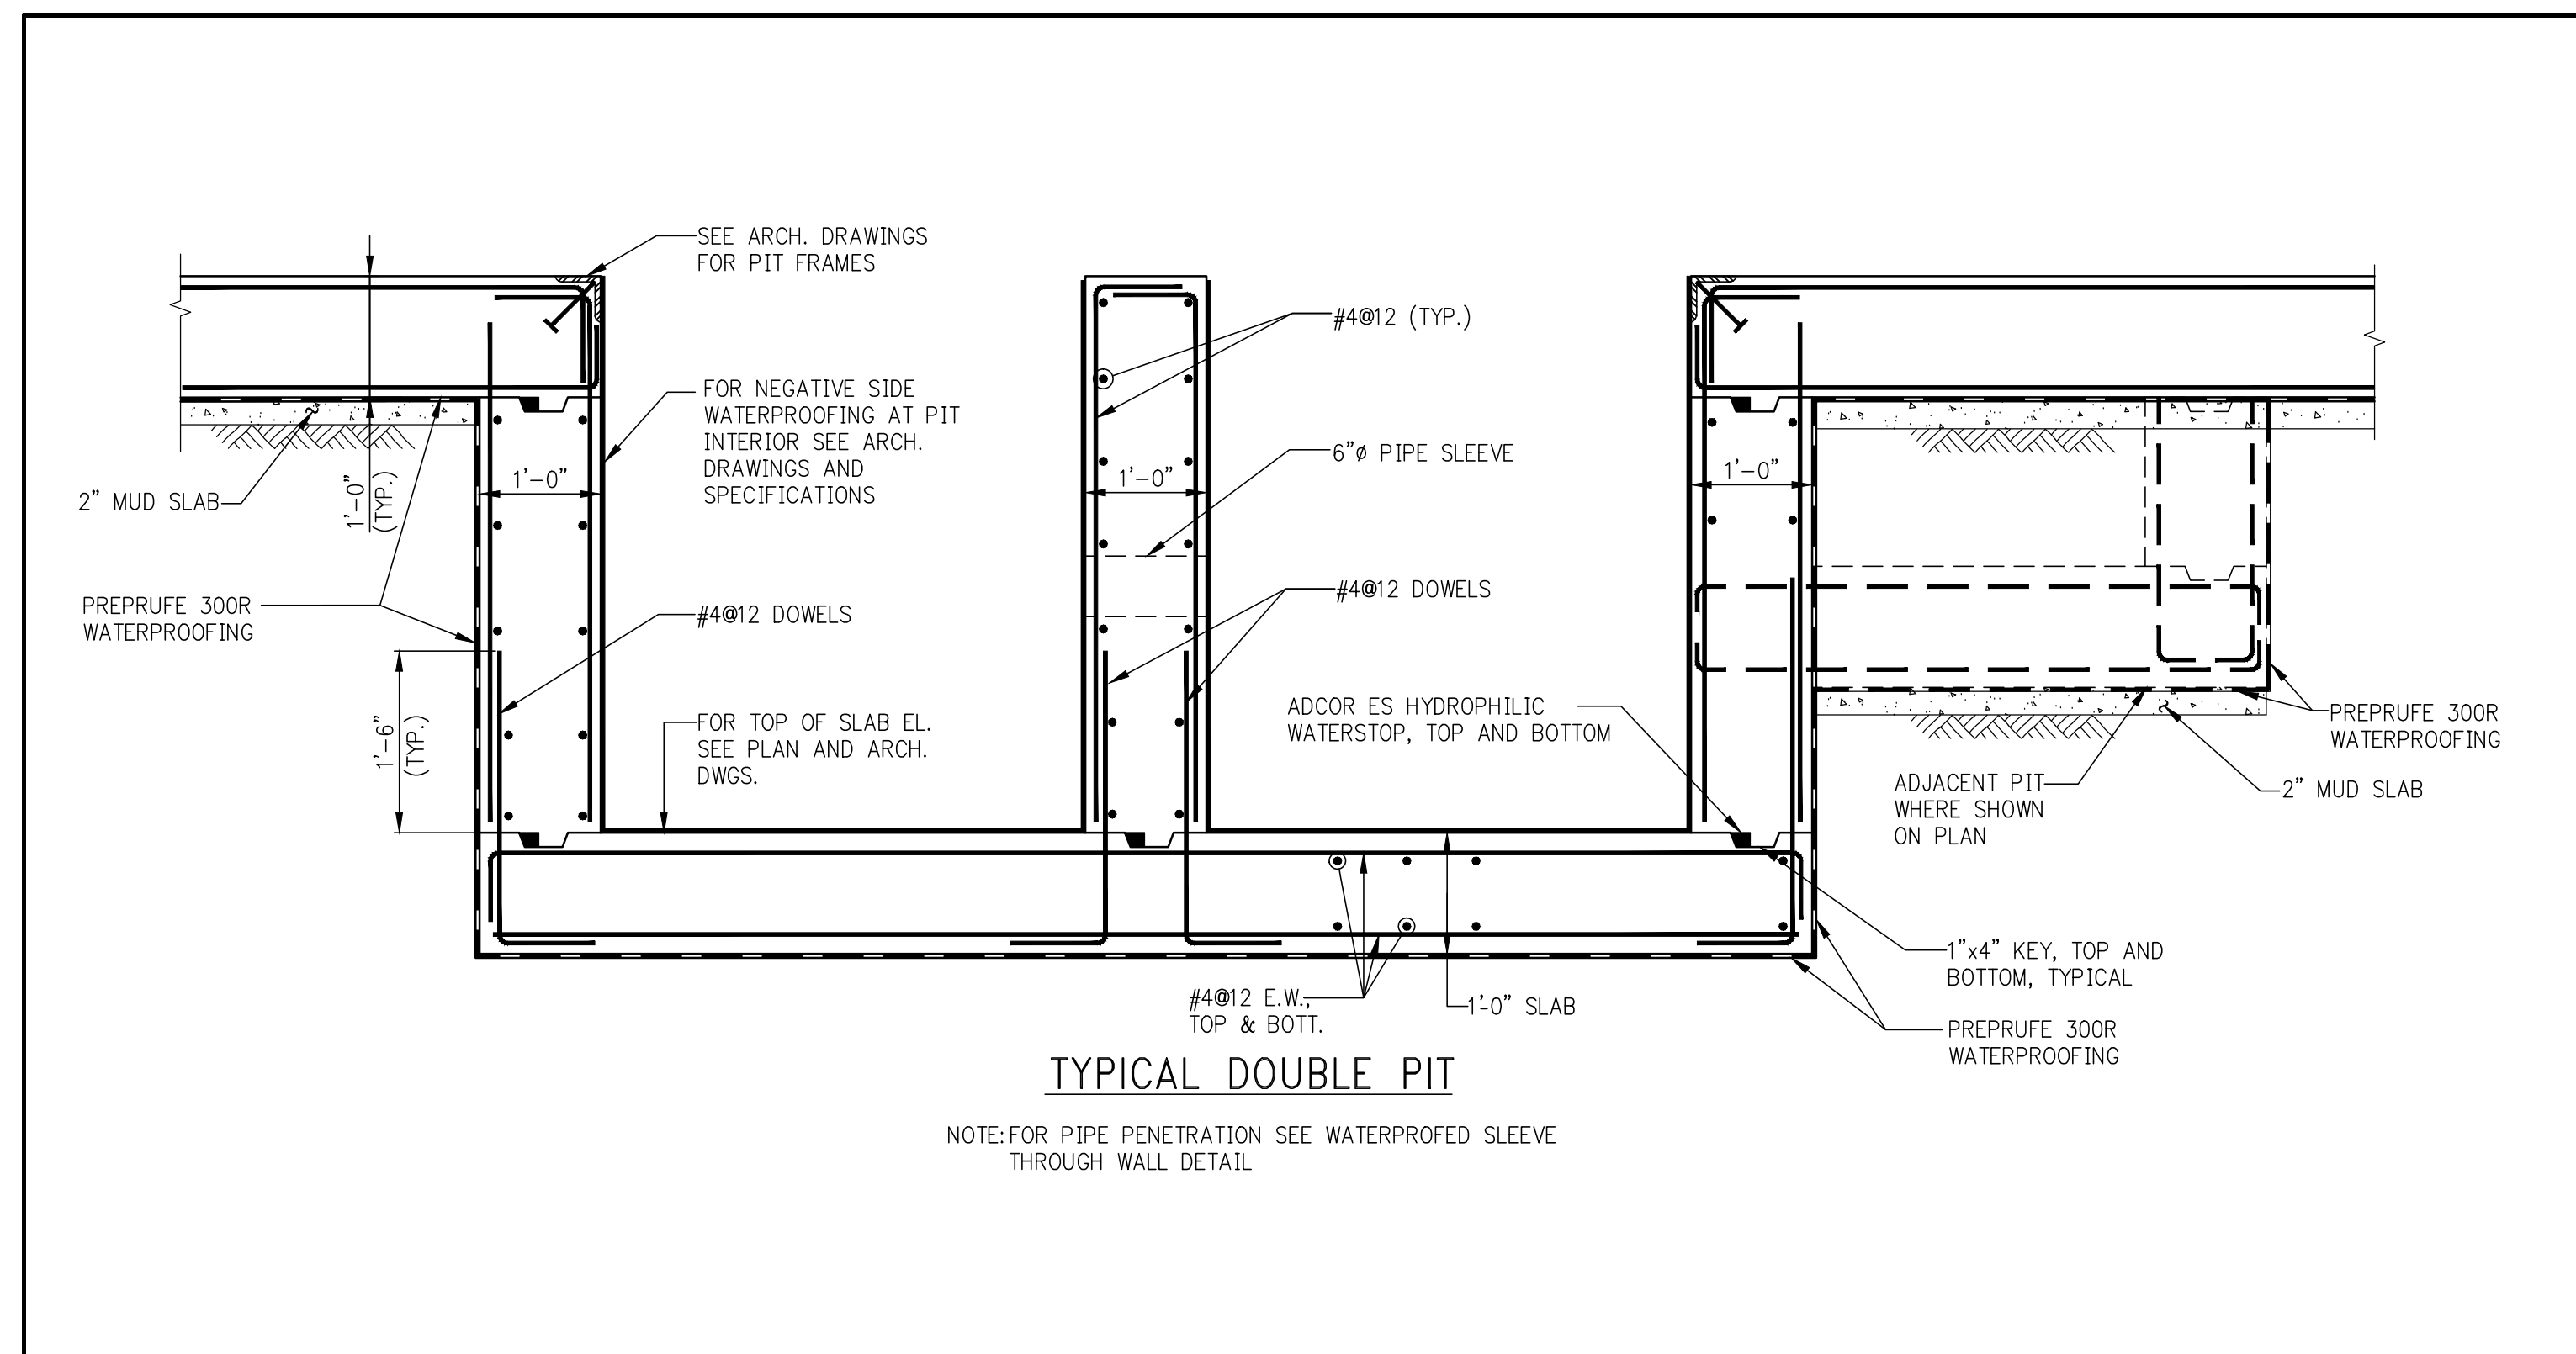 SEE ARCH. DRAWINGS
FOR PIT FRAMES
#4@12 (TYP.)
FOR NEGATIVE SIDE
WATERPROOFING AT PIT
INTERIOR SEE ARCH.
DRAWINGS AND
SPECIFICATIONS
6"ø PIPE SLEEVE
1'-0"
1'-0"
1'-0"
2" MUD SLAB
1'-0"
(TYP.)
PREPRUFE 300R
WATERPROOFING
#4@12 DOWELS
#4@12 DOWELS
1'-6"
(TYP.)
FOR TOP OF SLAB EL.
SEE PLAN AND ARCH.
DWGS.
ADCOR ES HYDROPHILIC
WATERSTOP, TOP AND BOTTOM
PREPRUFE 300R
WATERPROOFING
ADJACENT PIT
WHERE SHOWN
ON PLAN
2" MUD SLAB
1"x4" KEY, TOP AND
BOTTOM, TYPICAL
#4@12 E.W.,
TOP & BOTT.
1'-0" SLAB
PREPRUFE 300R
WATERPROOFING
TYPICAL DOUBLE PIT
NOTE: FOR PIPE PENETRATION SEE WATERPROFED SLEEVE
THROUGH WALL DETAIL